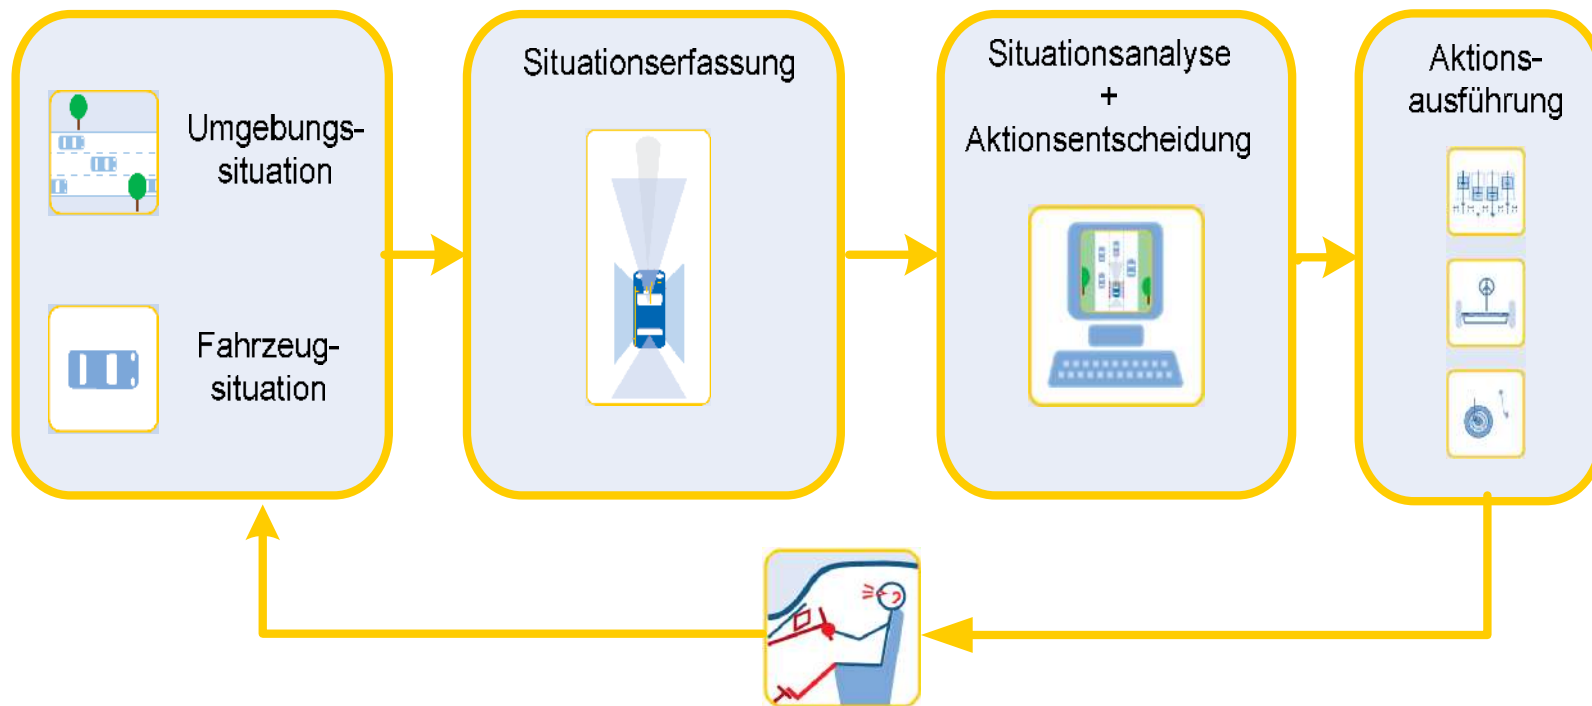 Umgebungs-
situation
Fahrzeug-
situation
Situationserfassung
Situationsanalyse
+
Aktionsentscheidung
Aktions-
ausführung